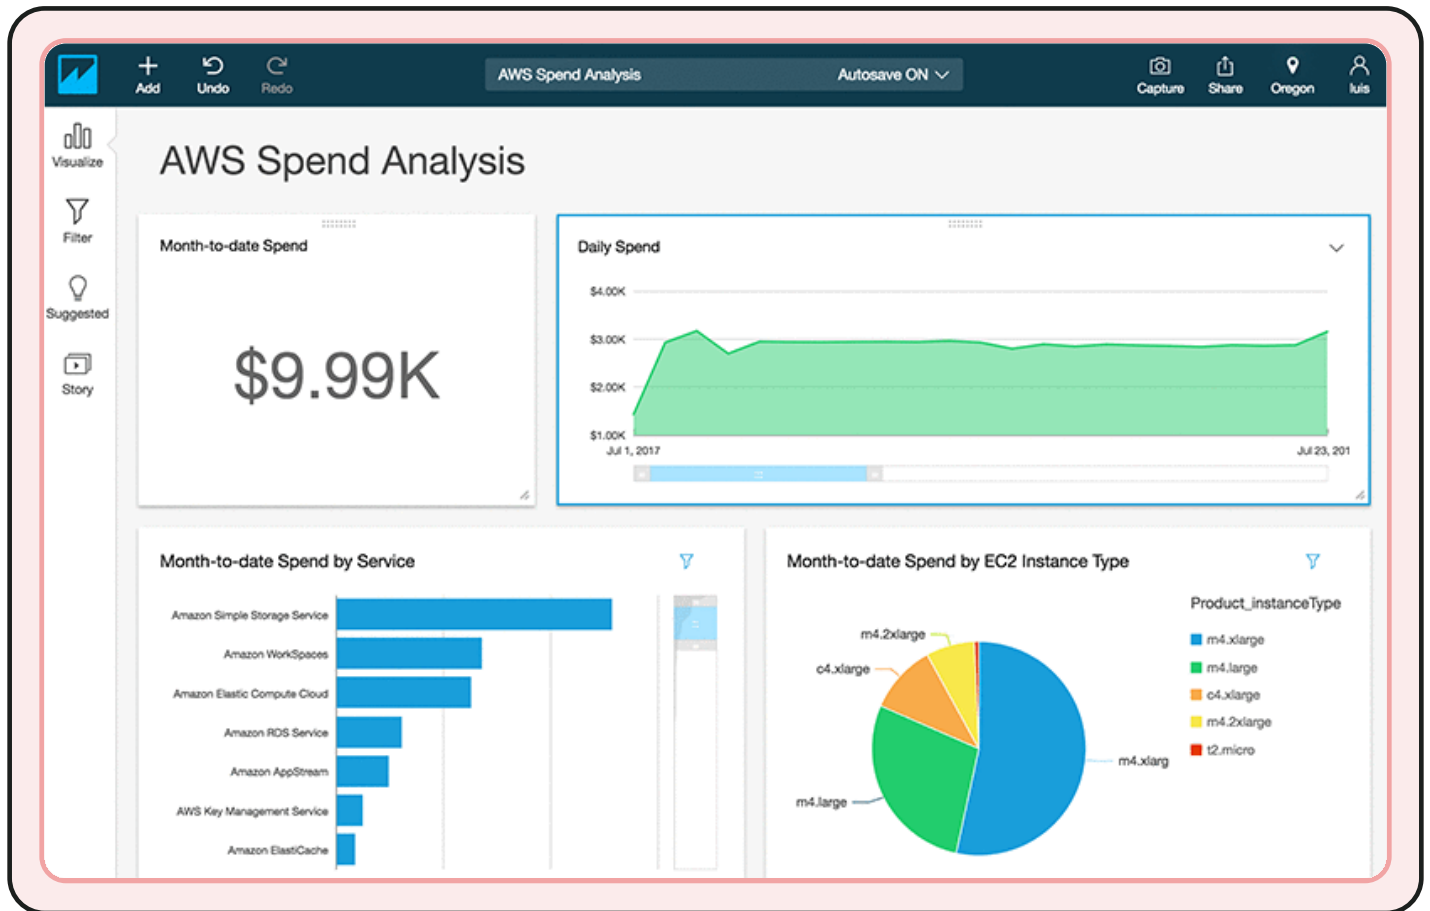 Add
Undo
Redo
AWS Spend Analysis
Autosave ON
Capture
Share
Oregon
luis
Visualize
Filter
Suggested
Story
AWS Spend Analysis
Month-to-date Spend
$9.99K
Daily Spend
$4.00K
$3.00K
$2.00K
$1.00K
Jul 1, 2017
Jul 23, 201
Month-to-date Spend by Service
Amazon Simple Storage Service
Amazon WorkSpaces
Amazon Elastic Compute Cloud
Amazon RDS Service
Amazon AppStream
AWS Key Management Service
Amazon ElastiCache
Month-to-date Spend by EC2 Instance Type
m4.2xlarge
c4.xlarge
m4.large
m4.xlarg
Product_instanceType
m4.xlarge
m4.large
c4.xlarge
m4.2xlarge
t2.micro